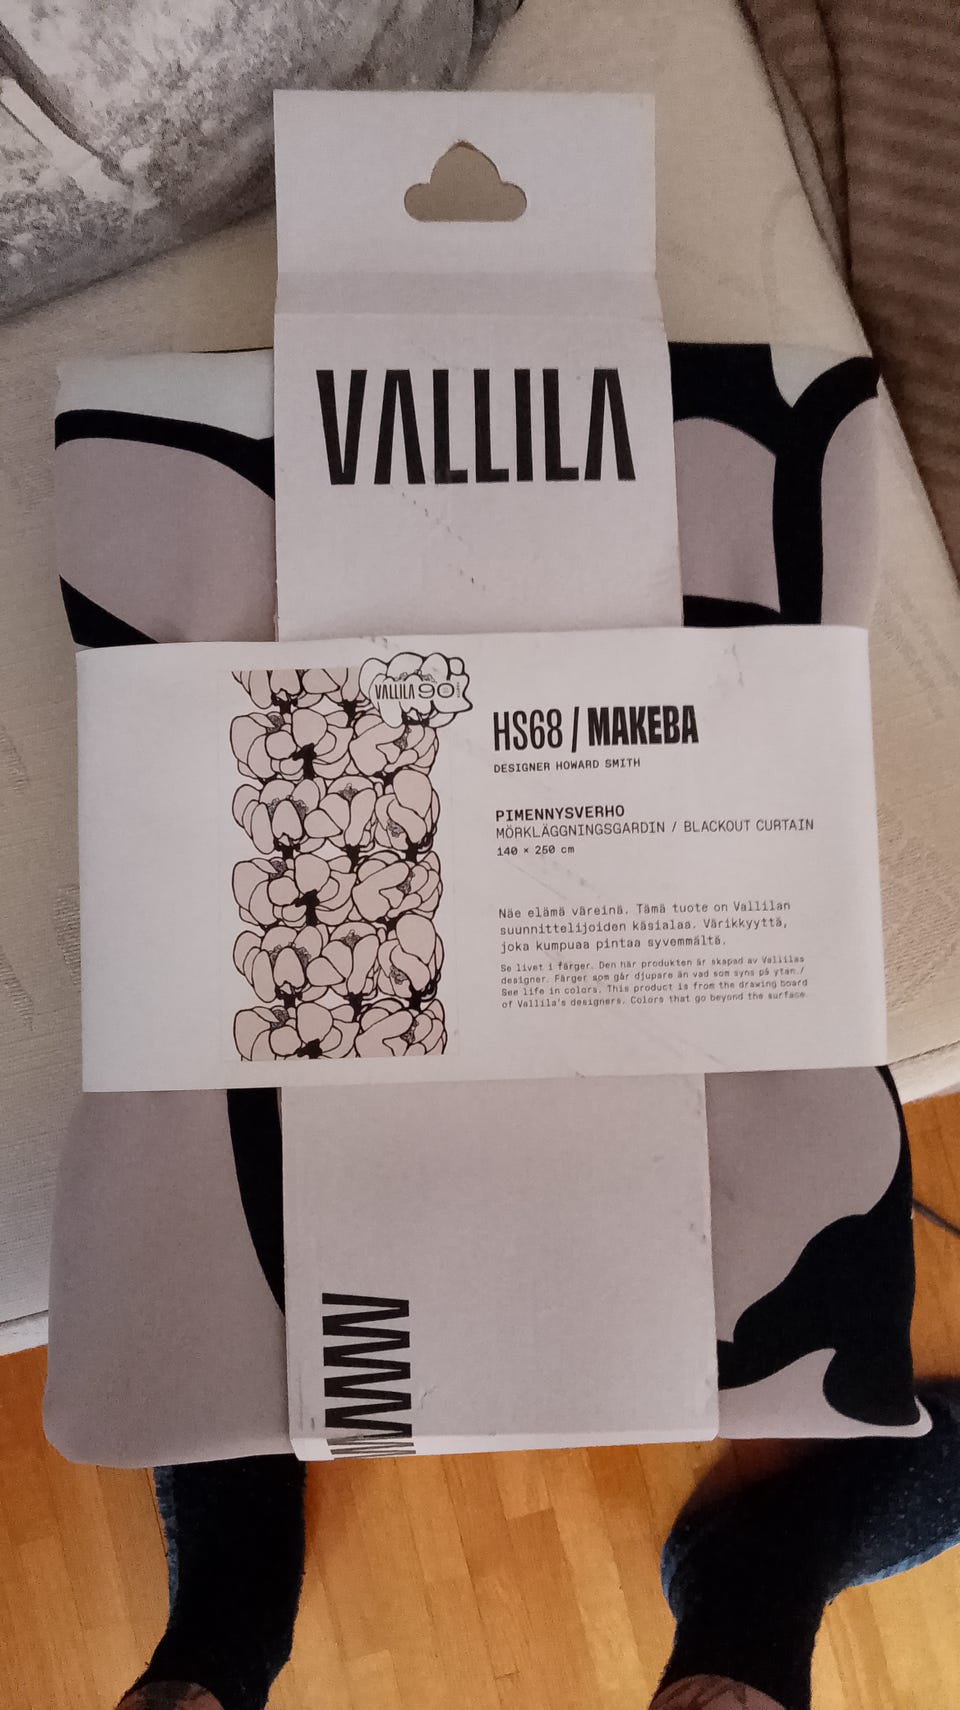 VALLILA
VALLILA 90
HS68 / MAKEBA
DESIGNER HOWARD SMITH
PIMENNYSVERHO
MÖRKLÄGGNINGSGARDIN / BLACKOUT CURTAIN
140 × 250 cm
Näe elämä väreinä. Tämä tuote on Vallilan
suunnittelijoiden käsialaa. Värikkyyttä,
joka kumpuaa pintaa syvemmältä.
Se livet i färger. Den här produkten är skapad av Vallilas
designer. Färger som går djupare än vad som syns på ytan./
See life in colors. This product is from the drawing board
of Vallila's designers. Colors that go beyond the surface.